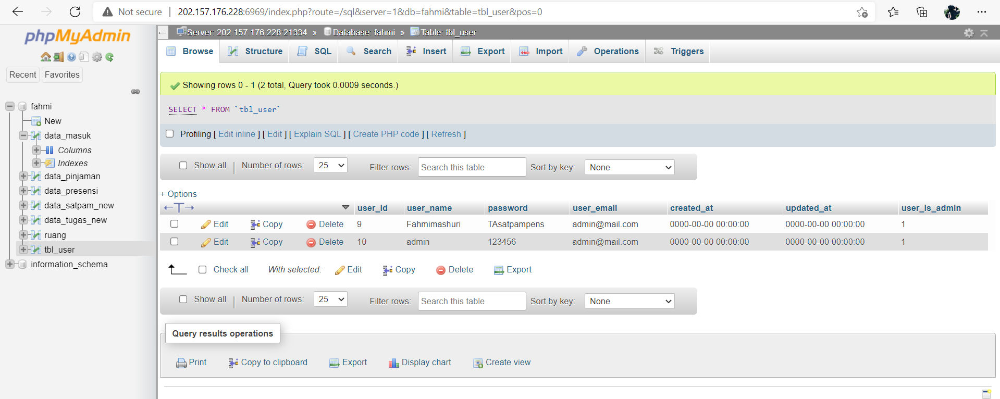 Not secure | 202.157.176.228:6969/index.php?route=/sql&server=1&db=fahmi&table=tbl_user&pos=0
phpMyAdmin
Recent Favorites
fahmi
New
data_masuk
Columns
Indexes
data_pinjaman
data_presensi
data_satpam_new
data_tugas_new
ruang
tbl_user
information_schema
Server: 202.157.176.228:21334 » Database: fahmi » Table: tbl_user
Browse Structure SQL Search Insert Export Import Operations Triggers
Showing rows 0 - 1 (2 total, Query took 0.0009 seconds.)
SELECT * FROM `tbl_user`
Profiling [ Edit inline ] [ Edit ] [ Explain SQL ] [ Create PHP code ] [ Refresh ]
Show all | Number of rows: 25 Filter rows: Search this table Sort by key: None
+ Options
←T→ user_id user_name password user_email created_at updated_at user_is_admin
Edit Copy Delete 9 Fahmimashuri TAsatpampens admin@mail.com 0000-00-00 00:00:00 0000-00-00 00:00:00 1
Edit Copy Delete 10 admin 123456 admin@mail.com 0000-00-00 00:00:00 0000-00-00 00:00:00 1
Check all With selected: Edit Copy Delete Export
Show all | Number of rows: 25 Filter rows: Search this table Sort by key: None
Query results operations
Print Copy to clipboard Export Display chart Create view